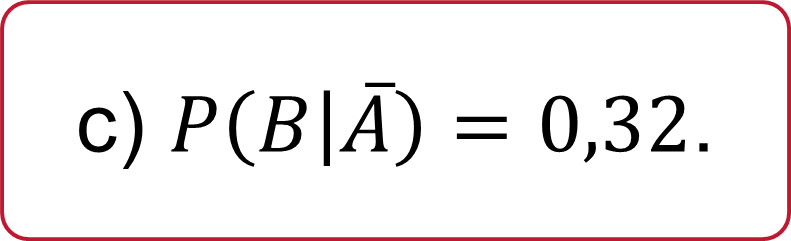 c) P(B|Ā) = 0,32.